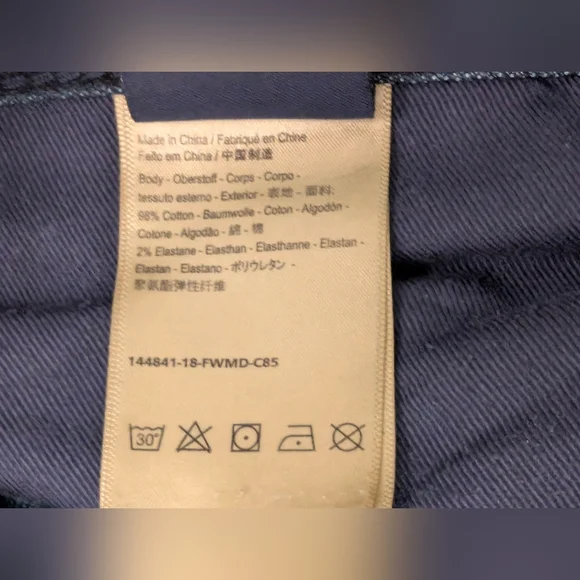 Made in China / Fabriqué en Chine
Feito em China / 中国制造
Body - Oberstoff - Corps - Corpo -
tessuto esterno - Exterior - 表地 - 面料:
98% Cotton - Baumwolle - Coton - Algodón -
Cotone - Algodão - 綿 - 棉
2% Elastane - Elasthan - Elasthanne - Elastan -
Elastan - Elastano - ポリウレタン -
聚氨酯弹性纤维
144841-18-FWMD-C85
30°